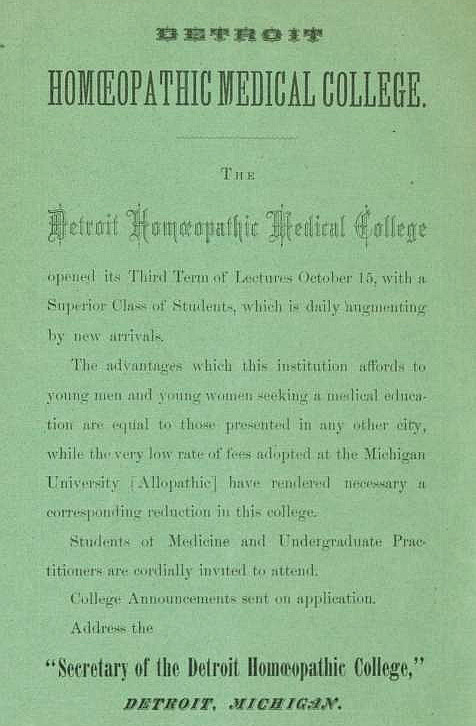 DETROIT
HOMŒOPATHIC MEDICAL COLLEGE.
THE
Detroit Homœopathic Medical College
opened its Third Term of Lectures October 15, with a
Superior Class of Students, which is daily augmenting
by new arrivals.
The advantages which this institution affords to
young men and young women seeking a medical educa-
tion are equal to those presented in any other city,
while the very low rate of fees adopted at the Michigan
University [Allopathic] have rendered necessary a
corresponding reduction in this college.
Students of Medicine and Undergraduate Prac-
titioners are cordially invited to attend.
College Announcements sent on application.
Address the
"Secretary of the Detroit Homœopathic College,"
DETROIT, MICHIGAN.